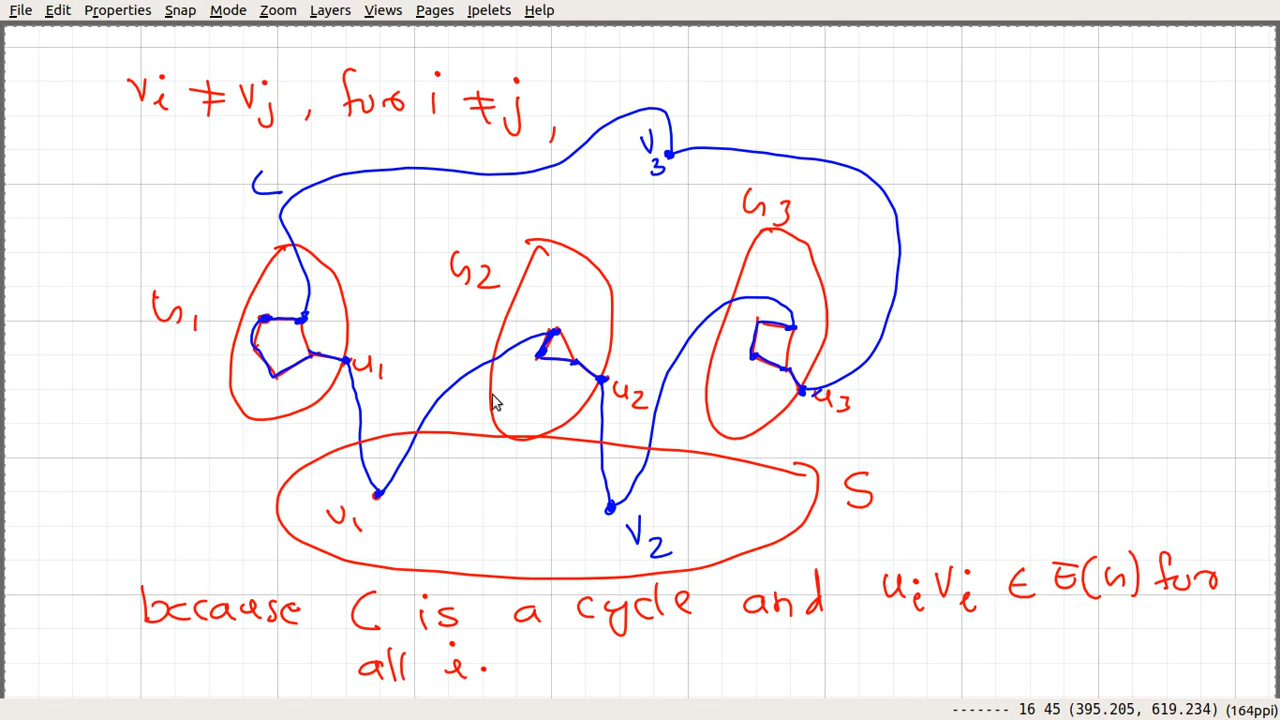 File Edit Properties Snap Mode Zoom Layers Views Pages Ipelets Help
Vi ≠ Vj, for i ≠ j,
C
V3
G3
G2
G1
u1
u2
u3
V1
V2
S
because C is a cycle and uivi ∈ E(G) for
all i.
------- 16 45 (395.205, 619.234) (164ppi)